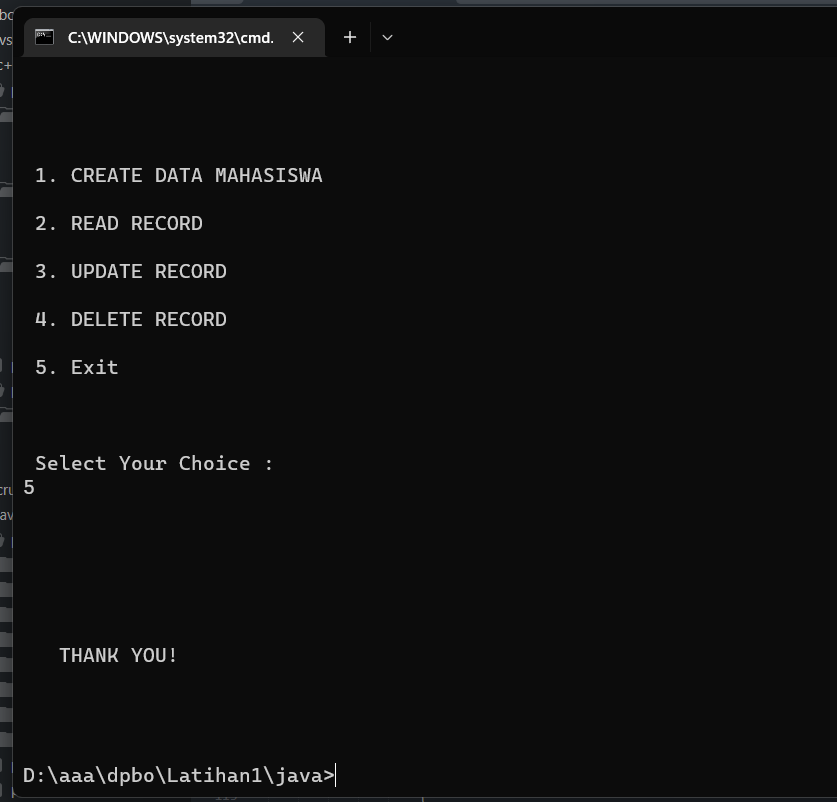 C:\WINDOWS\system32\cmd.
1. CREATE DATA MAHASISWA
2. READ RECORD
3. UPDATE RECORD
4. DELETE RECORD
5. Exit
Select Your Choice :
5
THANK YOU!
D:\aaa\dpbo\Latihan1\java>